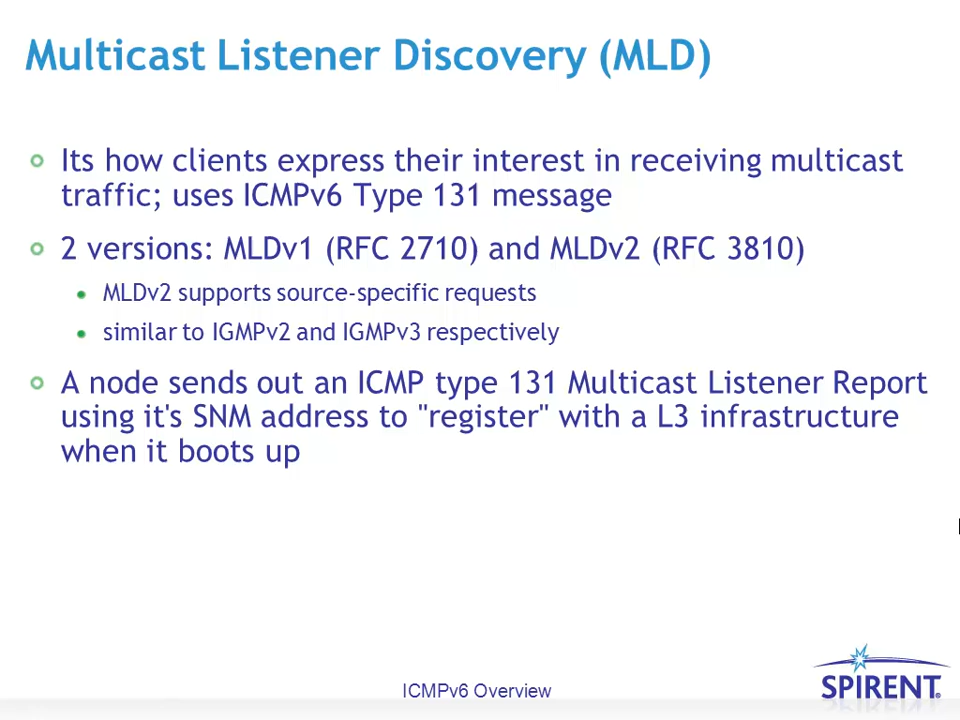 Multicast Listener Discovery (MLD)
Its how clients express their interest in receiving multicast
traffic; uses ICMPv6 Type 131 message
2 versions: MLDv1 (RFC 2710) and MLDv2 (RFC 3810)
MLDv2 supports source-specific requests
similar to IGMPv2 and IGMPv3 respectively
A node sends out an ICMP type 131 Multicast Listener Report
using it's SNM address to "register" with a L3 infrastructure
when it boots up
ICMPv6 Overview
SPIRENT®